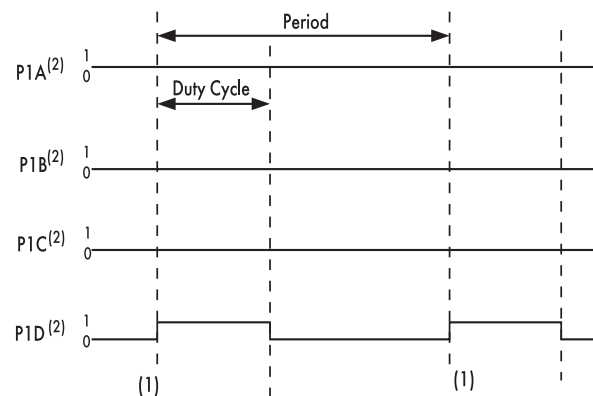 Period
P1A(2) 1
0
Duty Cycle
P1B(2) 1
0
P1C(2) 1
0
P1D(2) 1
0
(1) (1)